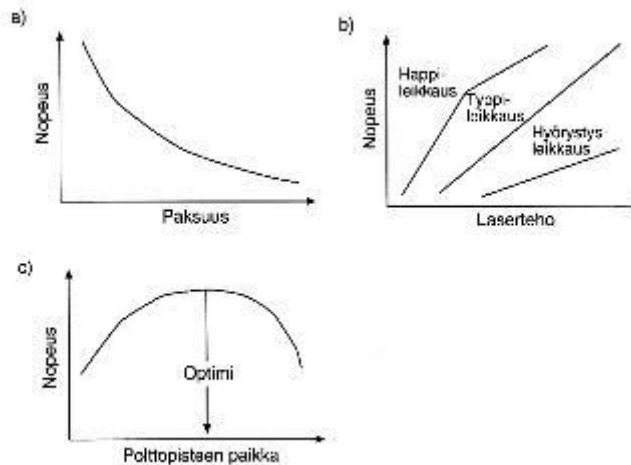 a)
Nopeus
Paksuus
b)
Nopeus
Happi-
leikkaus
Typpi-
leikkaus
Hyörystys
leikkaus
Laserteho
c)
Nopeus
Optimi
Polttopisteen paikka